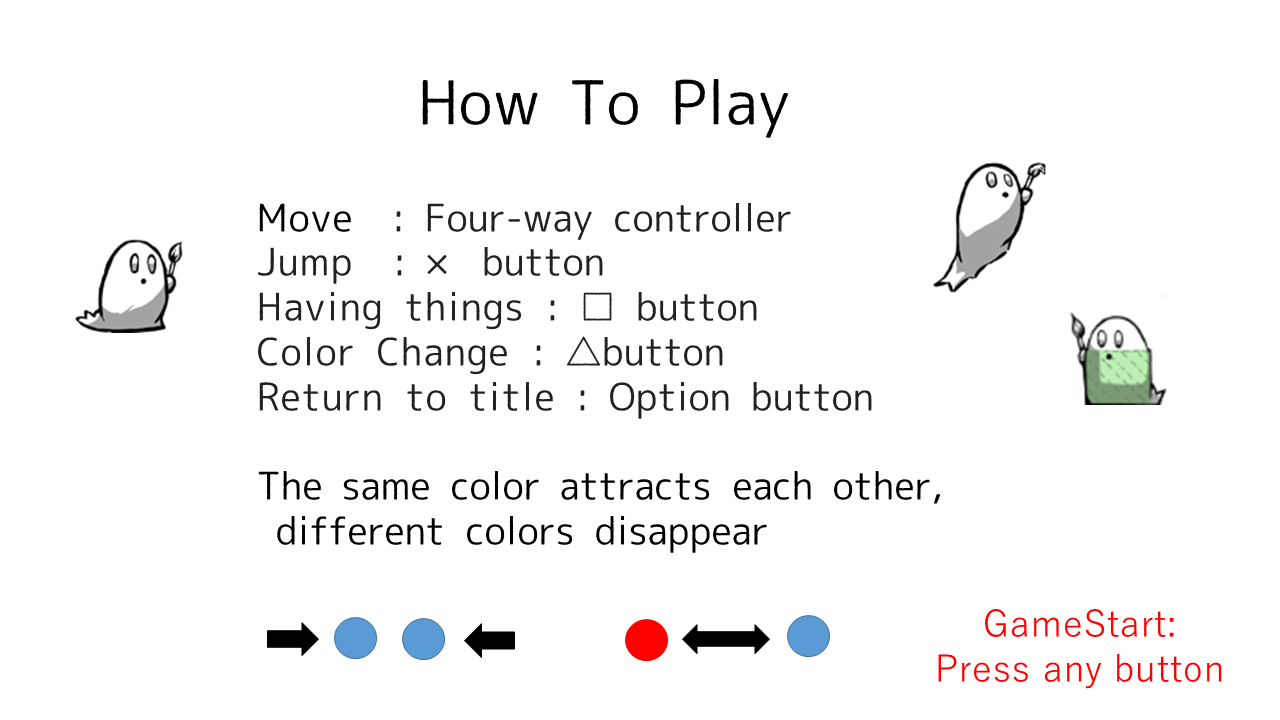 How To Play
Move : Four-way controller
Jump : × button
Having things : □ button
Color Change : △button
Return to title : Option button
The same color attracts each other,
different colors disappear
GameStart:
Press any button